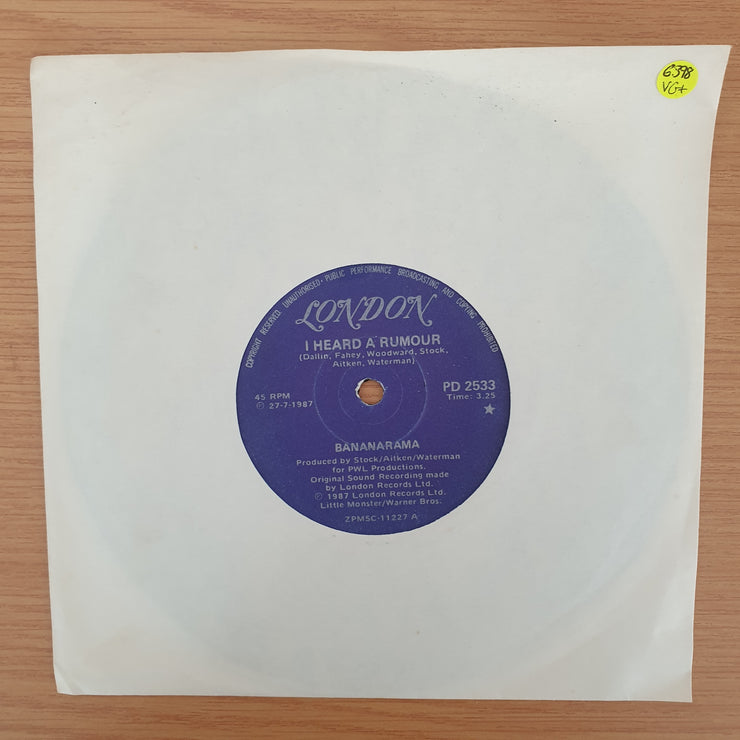 6398
VG+
COPYRIGHT RESERVED. UNAUTHORISED · PUBLIC PERFORMANCE BROADCASTING AND COPYING PROHIBITED
LONDON
I HEARD A RUMOUR
(Dallin, Fahey, Woodward, Stock,
Aitken, Waterman)
45 RPM
℗ 27-7-1987
PD 2533
Time: 3.25
★
BANANARAMA
Produced by Stock/Aitken/Waterman
for PWL Productions.
Original Sound Recording made
by London Records Ltd.
℗ 1987 London Records Ltd.
Little Monster/Warner Bros.
ZPMSC-11227 A